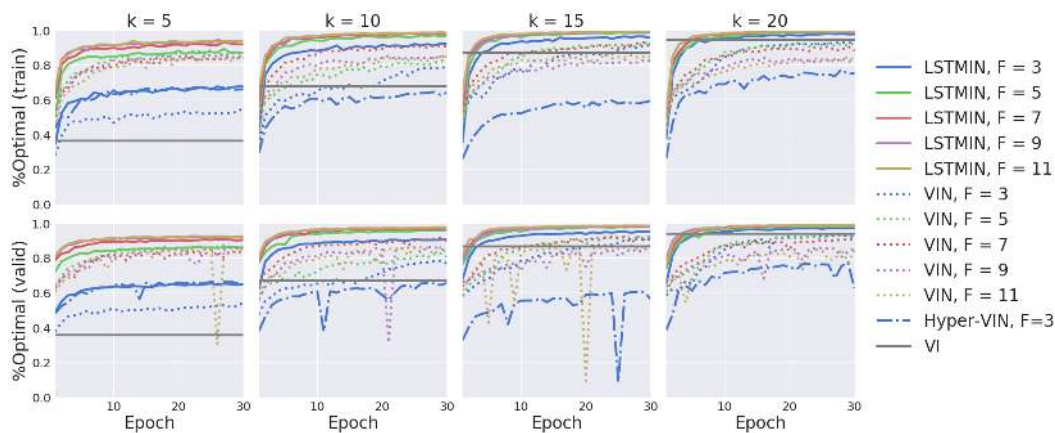 k = 5
k = 10
k = 15
k = 20
%Optimal (train)
1.0
0.8
0.6
0.4
0.2
0.0
%Optimal (valid)
1.0
0.8
0.6
0.4
0.2
0.0
10
20
30
10
20
30
10
20
30
10
20
30
Epoch
Epoch
Epoch
Epoch
LSTMIN, F = 3
LSTMIN, F = 5
LSTMIN, F = 7
LSTMIN, F = 9
LSTMIN, F = 11
VIN, F = 3
VIN, F = 5
VIN, F = 7
VIN, F = 9
VIN, F = 11
Hyper-VIN, F=3
VI